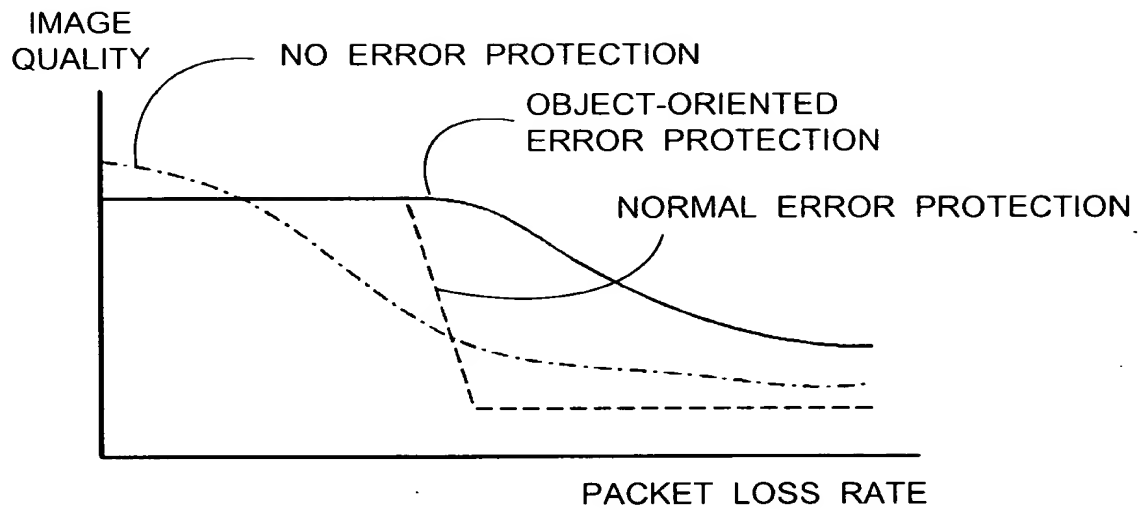 IMAGE
QUALITY
NO ERROR PROTECTION
OBJECT-ORIENTED
ERROR PROTECTION
NORMAL ERROR PROTECTION
PACKET LOSS RATE